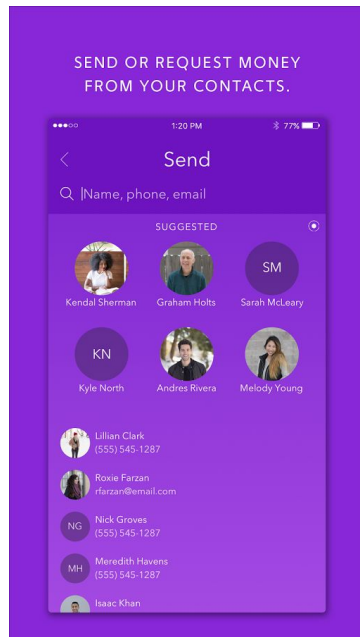 SEND OR REQUEST MONEY
FROM YOUR CONTACTS.
1:20 PM
77%
Send
Name, phone, email
SUGGESTED
SM
Kendal Sherman
Graham Holts
Sarah McLeary
KN
Kyle North
Andres Rivera
Melody Young
Lillian Clark
(555) 545-1287
Roxie Farzan
rfarzan@email.com
NG
Nick Groves
(555) 545-1287
MH
Meredith Havens
(555) 545-1287
Isaac Khan